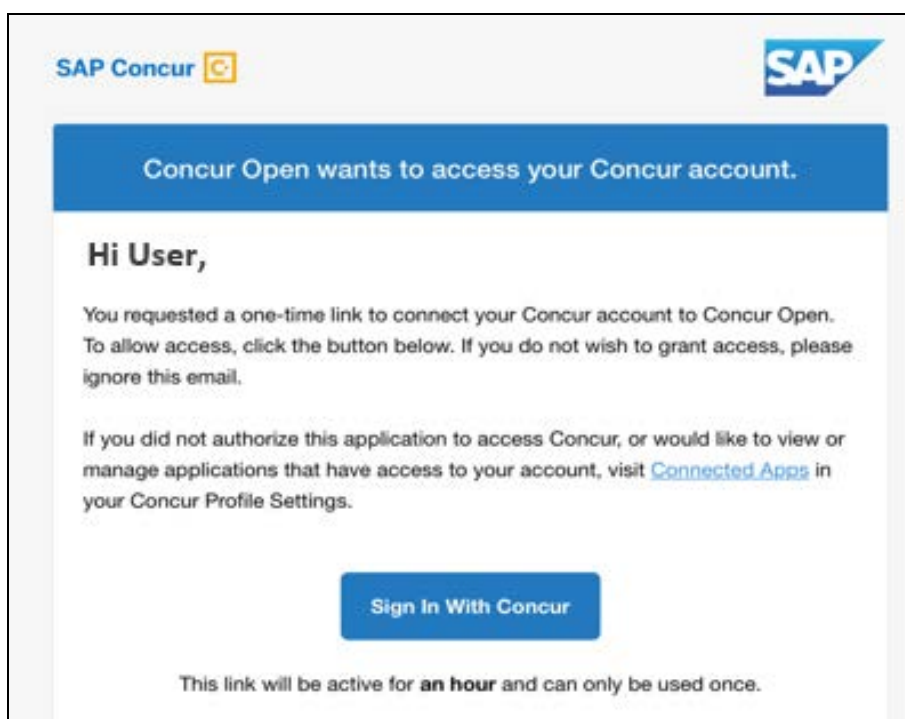 SAP Concur C
SAP
Concur Open wants to access your Concur account.
Hi User,
You requested a one-time link to connect your Concur account to Concur Open.
To allow access, click the button below. If you do not wish to grant access, please
ignore this email.
If you did not authorize this application to access Concur, or would like to view or
manage applications that have access to your account, visit Connected Apps in
your Concur Profile Settings.
Sign In With Concur
This link will be active for an hour and can only be used once.